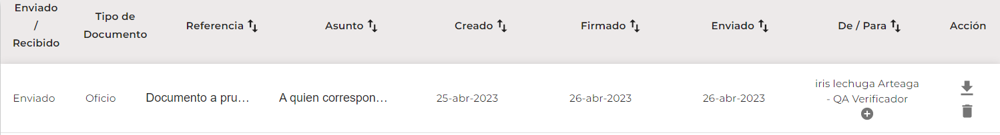 Enviado
/
Recibido
Tipo de
Documento
Referencia
Asunto
Creado
Firmado
Enviado
De / Para
Acción
Enviado
Oficio
Documento a pru...
A quien correspon...
25-abr-2023
26-abr-2023
26-abr-2023
iris lechuga Arteaga
- QA Verificador